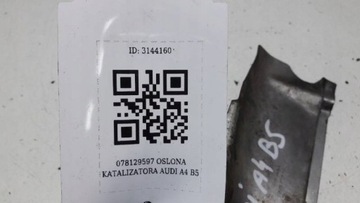 ID: 3144160
078129597 OSLONA
KATALIZATORA AUDI A4 B5
A4 B5